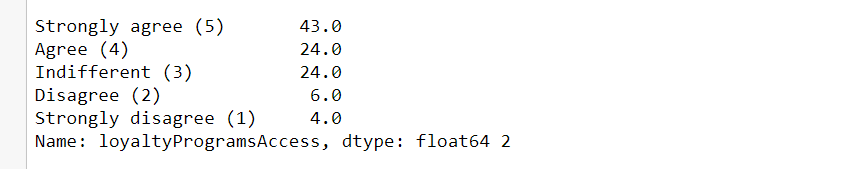 Strongly agree (5)       43.0
Agree (4)                24.0
Indifferent (3)          24.0
Disagree (2)              6.0
Strongly disagree (1)     4.0
Name: loyaltyProgramsAccess, dtype: float64 2